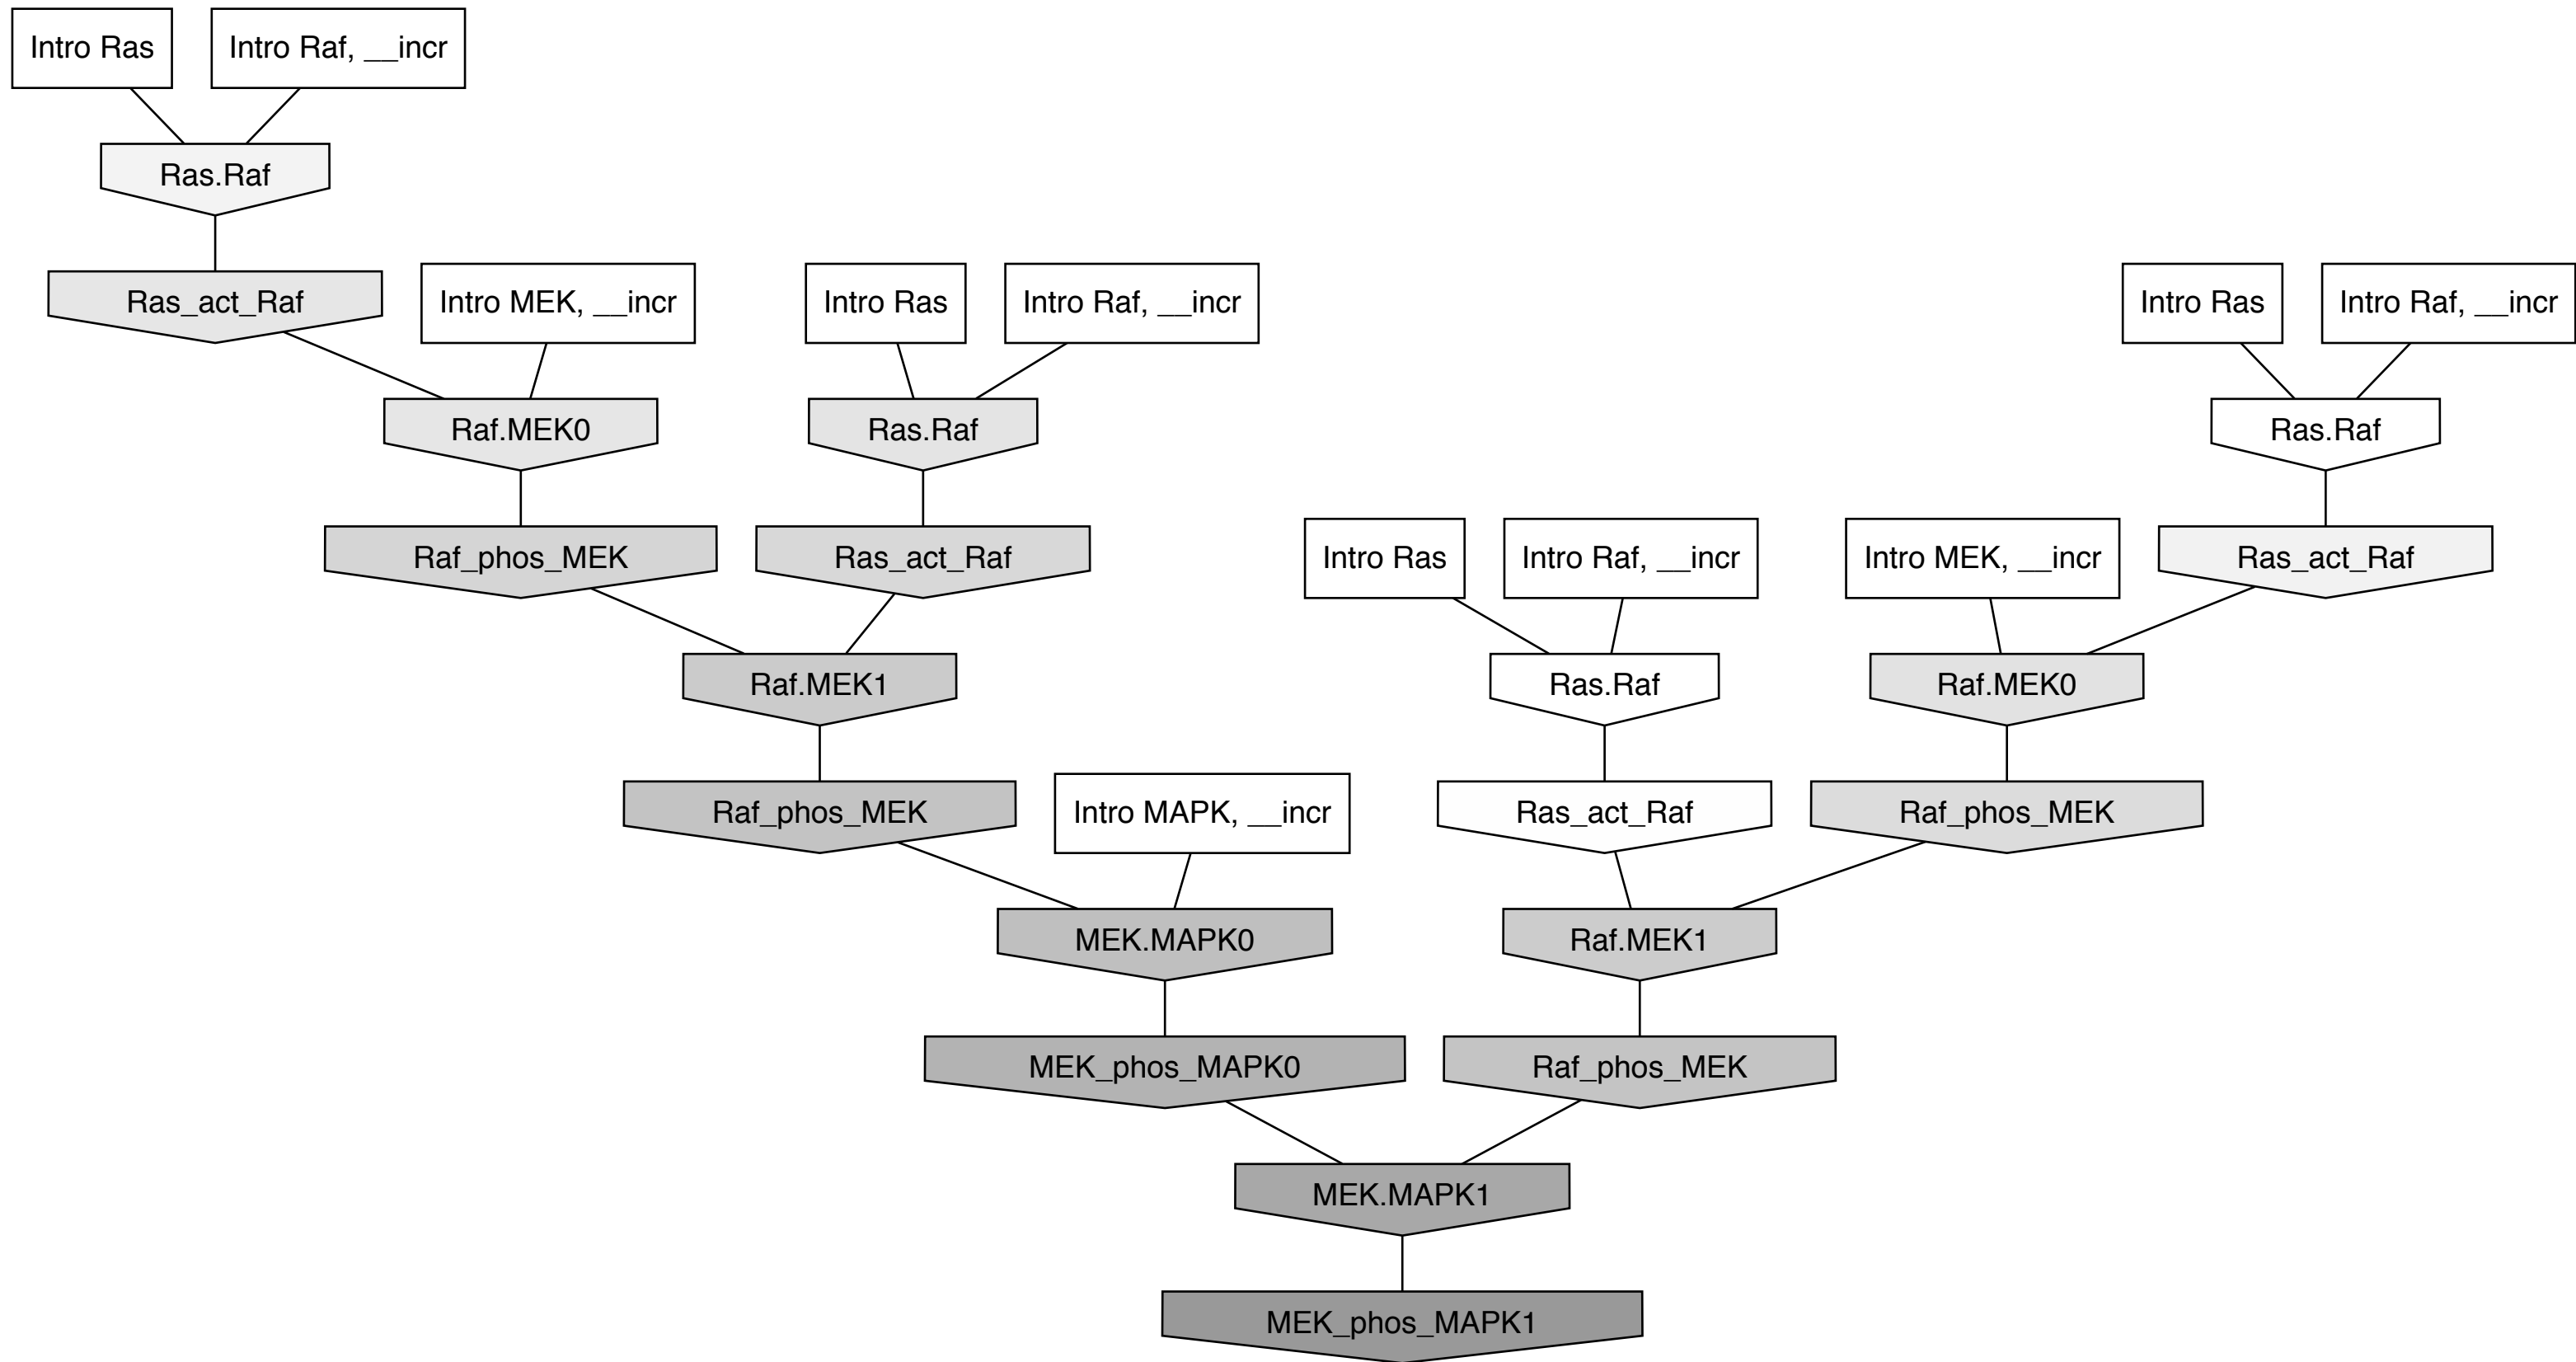 Intro Ras
Intro Raf, __incr
Ras.Raf
Ras_act_Raf
Intro MEK, __incr
Intro Ras
Intro Raf, __incr
Intro Ras
Intro Raf, __incr
Raf.MEK0
Ras.Raf
Ras.Raf
Raf_phos_MEK
Ras_act_Raf
Intro Ras
Intro Raf, __incr
Intro MEK, __incr
Ras_act_Raf
Raf.MEK1
Ras.Raf
Raf.MEK0
Raf_phos_MEK
Intro MAPK, __incr
Ras_act_Raf
Raf_phos_MEK
MEK.MAPK0
Raf.MEK1
MEK_phos_MAPK0
Raf_phos_MEK
MEK.MAPK1
MEK_phos_MAPK1